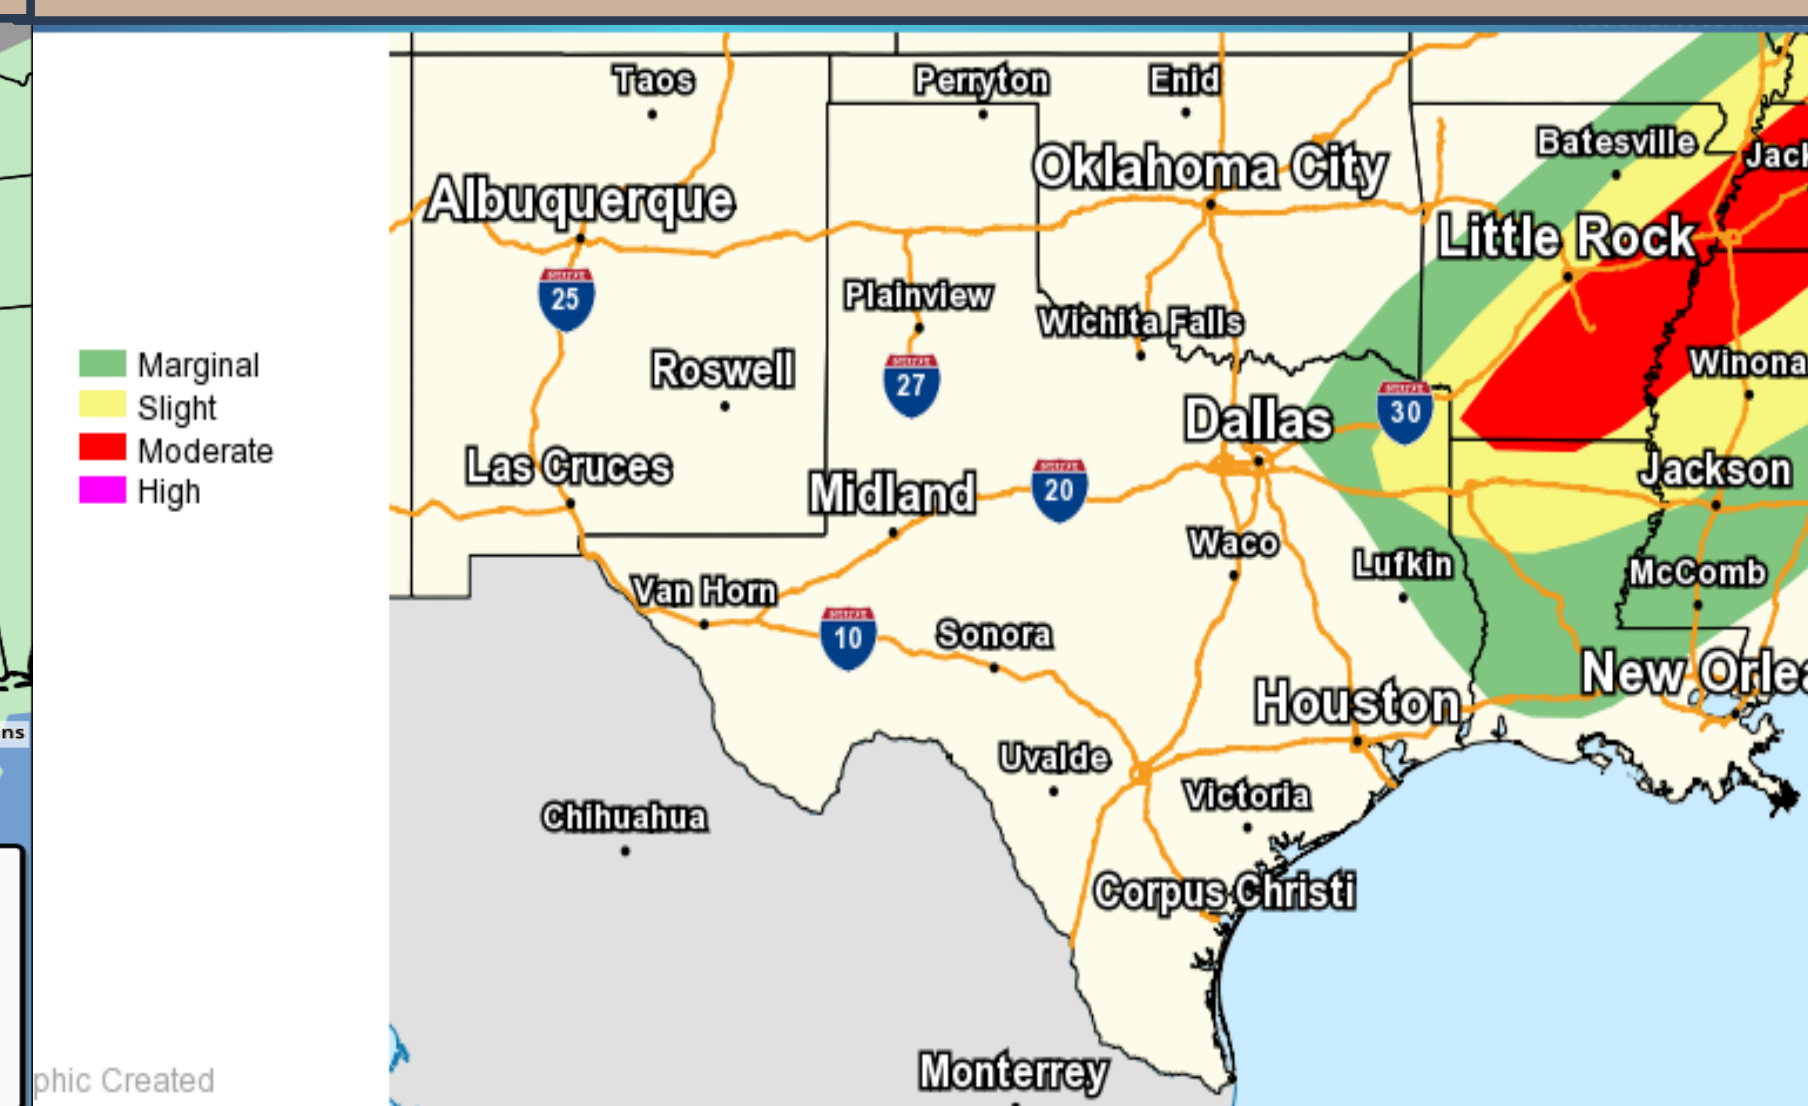 Taos
Perryton
Enid
Batesville
Oklahoma City
Albuquerque
Little Rock
25
Plainview
Wichita Falls
Winona
Roswell
27
30
Marginal
Slight
Moderate
High
Dallas
Las Cruces
Midland
20
Jackson
Waco
Lufkin
McComb
Van Horn
10
Sonora
New Orlea
Houston
Uvalde
Victoria
Chihuahua
Corpus Christi
Monterrey
phic Created